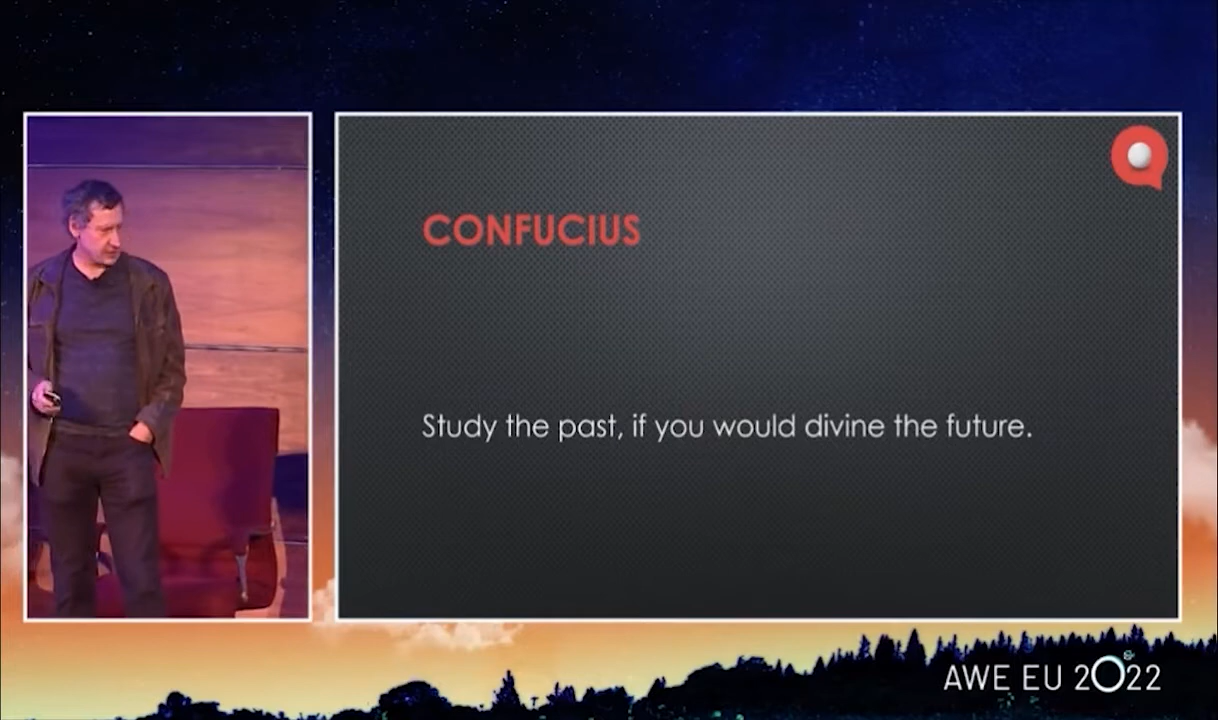 CONFUCIUS
Study the past, if you would divine the future.
AWE EU 2022